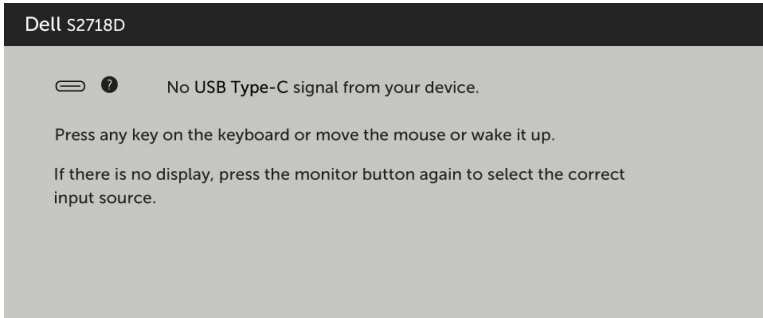 Dell S2718D
? No USB Type-C signal from your device.
Press any key on the keyboard or move the mouse or wake it up.
If there is no display, press the monitor button again to select the correct
input source.